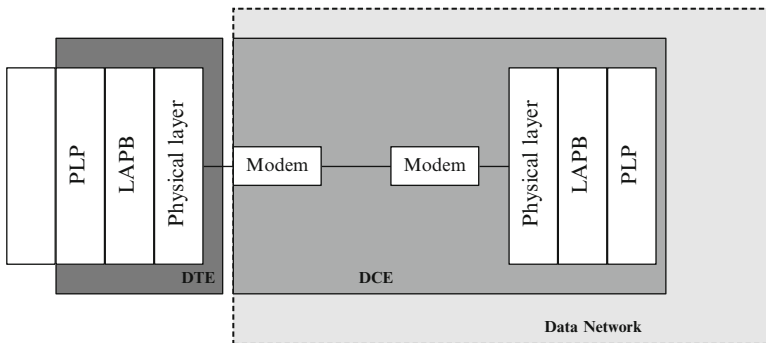 PLP
LAPB
Physical layer
Modem
Modem
Physical layer
LAPB
PLP
DTE
DCE
Data Network